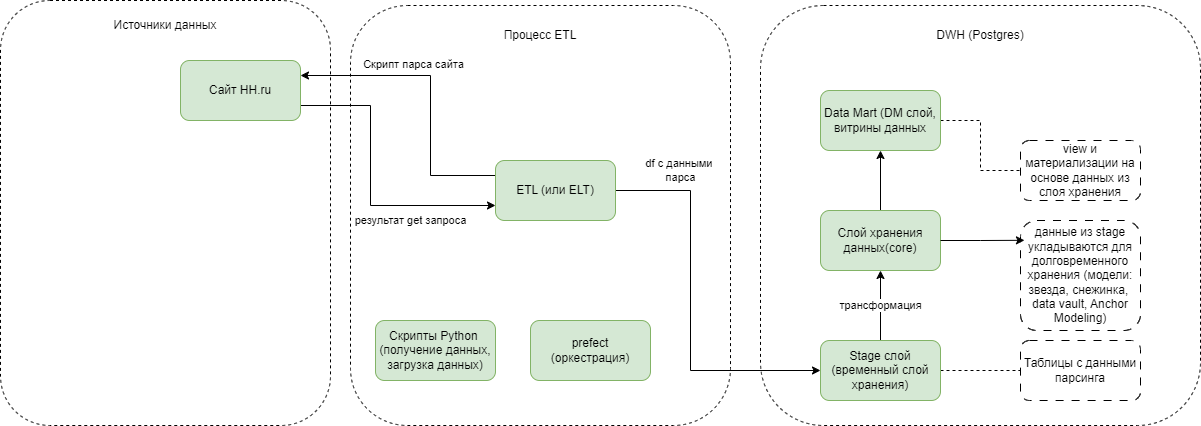 Источники данных
Сайт HH.ru
Процесс ETL
Скрипт парса сайта
ETL (или ELT)
результат get запроса
df с данными
парса
Скрипты Python
(получение данных,
загрузка данных)
prefect
(оркестрация)
DWH (Postgres)
Data Mart (DM слой,
витрины данных
view и
материализации на
основе данных из
слоя хранения
Слой хранения
данных(core)
данные из stage
укладываются для
долговременного
хранения (модели:
звезда, снежинка,
data vault, Anchor
Modeling)
трансформация
Stage слой
(временный слой
хранения)
Таблицы с данными
парсинга